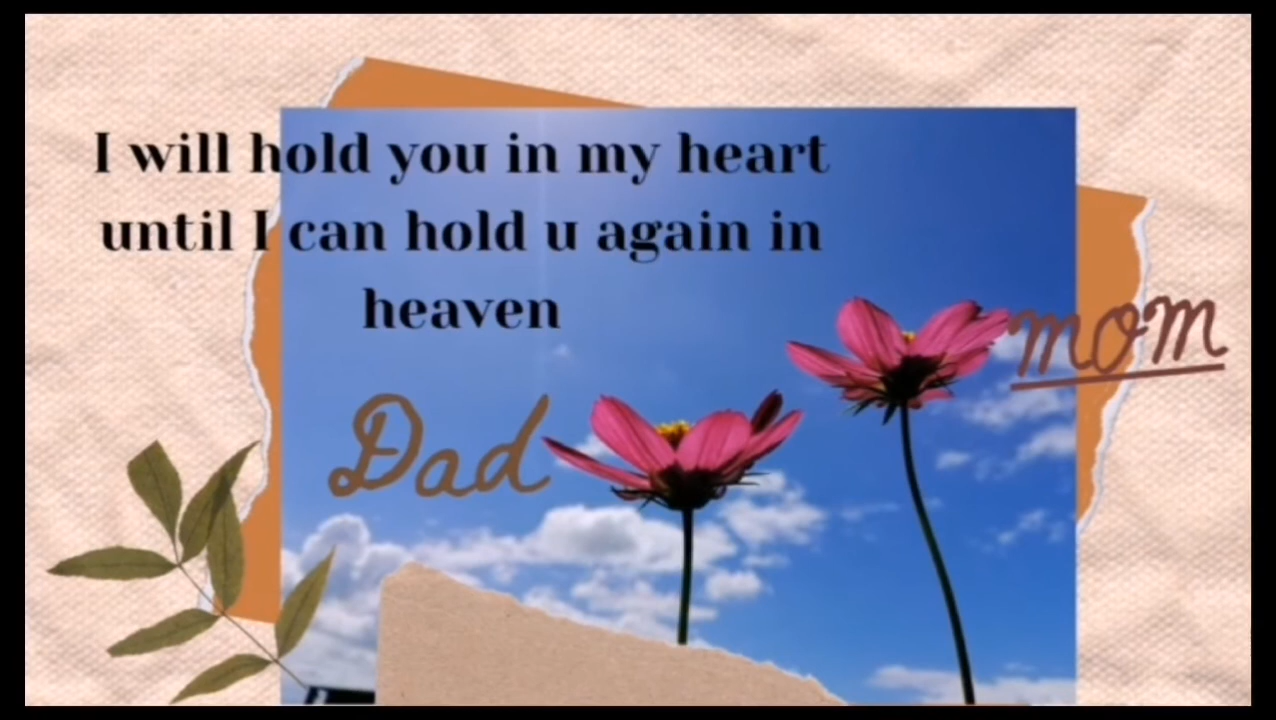 I will hold you in my heart
until I can hold u again in
heaven
Dad
mom